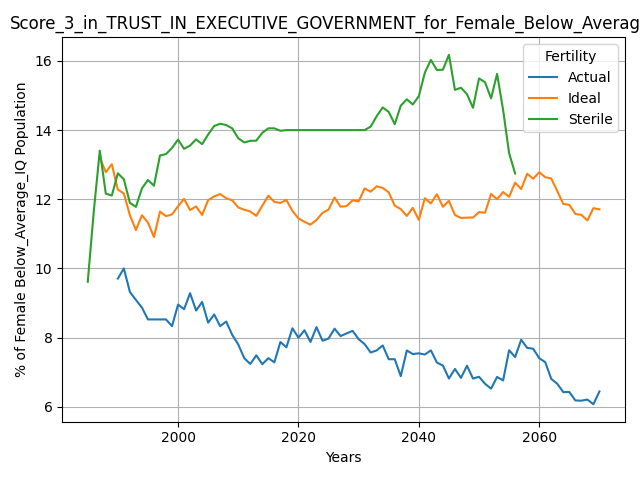 Score_3_in_TRUST_IN_EXECUTIVE_GOVERNMENT_for_Female_Below_Averag
% of Female Below_Average_IQ Population
16
14
12
10
8
6
Fertility
Actual
Ideal
Sterile
2000 2020 2040 2060
Years